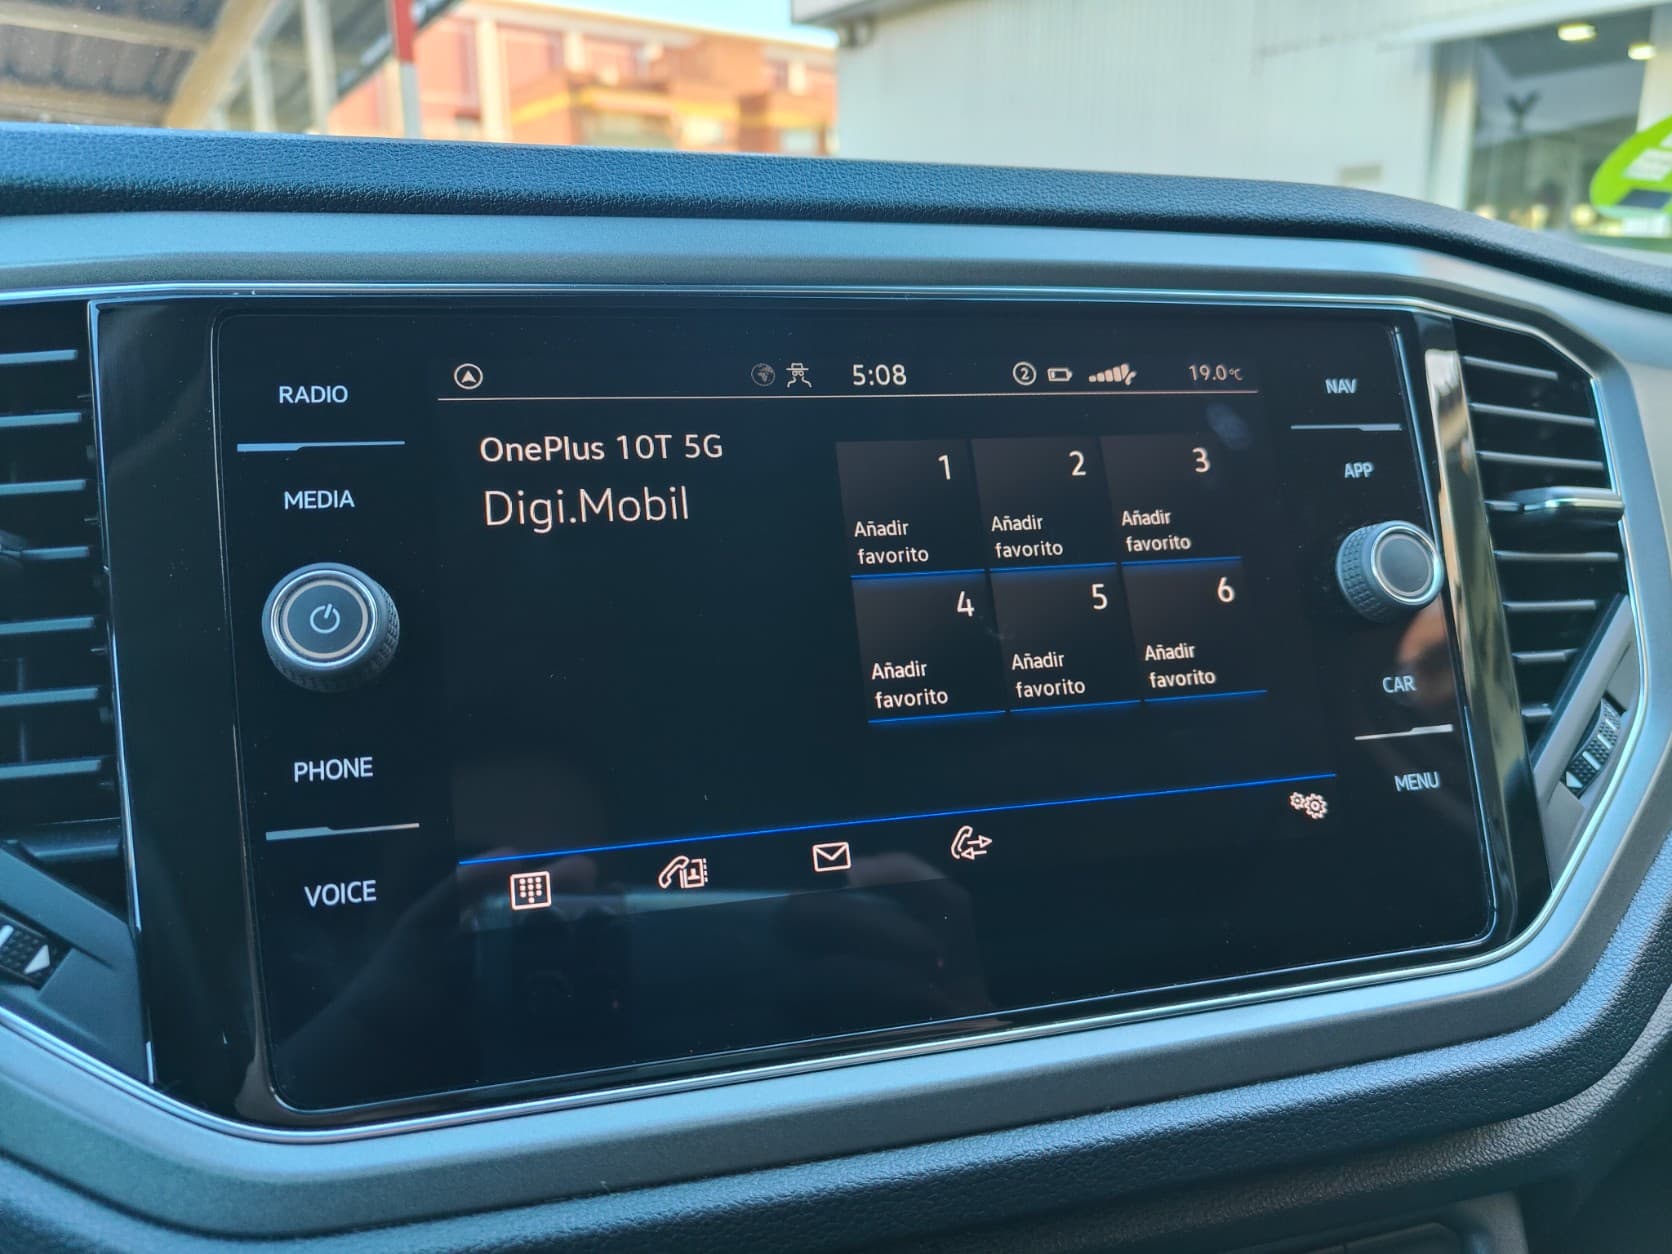 RADIO
MEDIA
PHONE
VOICE
5:08
2
19.0°C
OnePlus 10T 5G
Digi.Mobil
1
Añadir
favorito
2
Añadir
favorito
3
Añadir
favorito
4
Añadir
favorito
5
Añadir
favorito
6
Añadir
favorito
NAV
APP
CAR
MENU